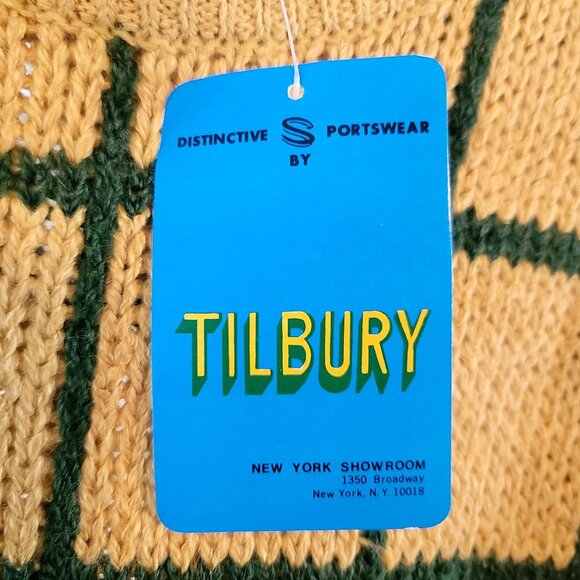 DISTINCTIVE SPORTSWEAR
BY
TILBURY
NEW YORK SHOWROOM
1350 Broadway
New York, N.Y. 10018